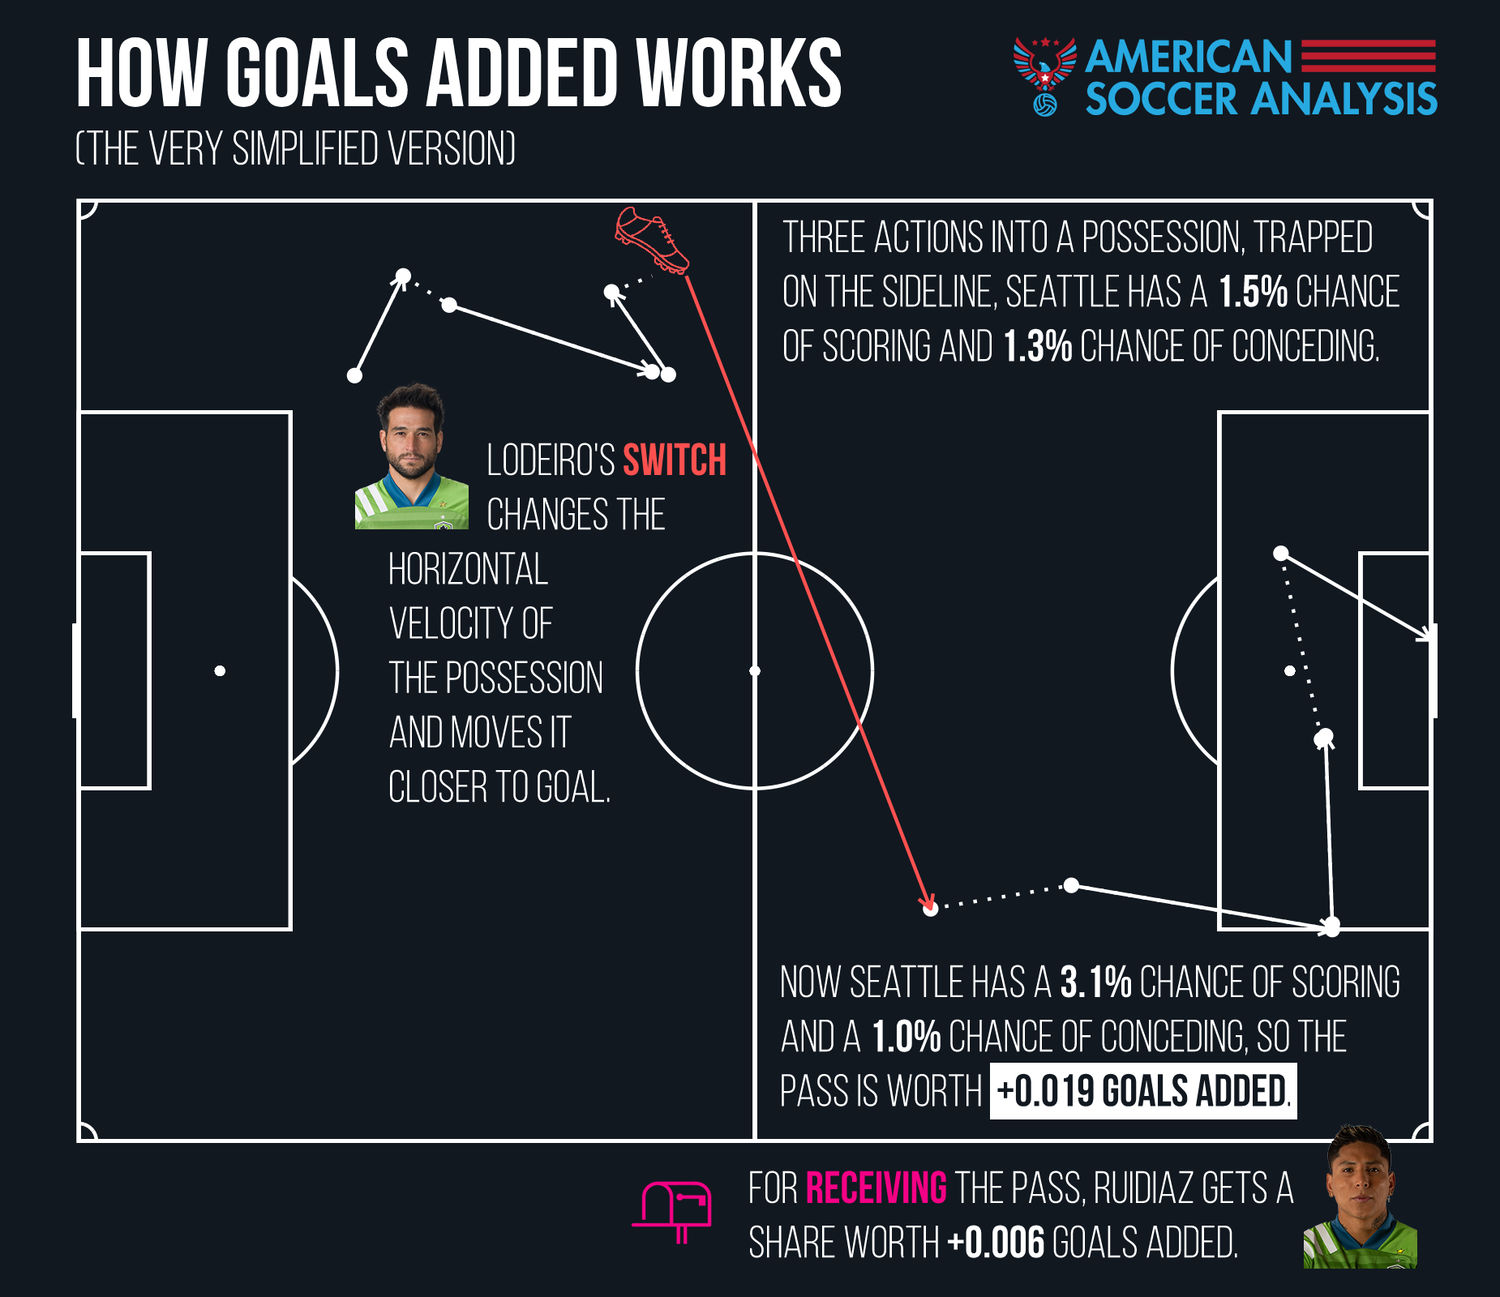 HOW GOALS ADDED WORKS
(THE VERY SIMPLIFIED VERSION)
AMERICAN
SOCCER ANALYSIS
THREE ACTIONS INTO A POSSESSION, TRAPPED
ON THE SIDELINE, SEATTLE HAS A 1.5% CHANCE
OF SCORING AND 1.3% CHANCE OF CONCEDING.
LODEIRO'S SWITCH
CHANGES THE
HORIZONTAL
VELOCITY OF
THE POSSESSION
AND MOVES IT
CLOSER TO GOAL.
NOW SEATTLE HAS A 3.1% CHANCE OF SCORING
AND A 1.0% CHANCE OF CONCEDING, SO THE
PASS IS WORTH +0.019 GOALS ADDED.
FOR RECEIVING THE PASS, RUIDIAZ GETS A
SHARE WORTH +0.006 GOALS ADDED.